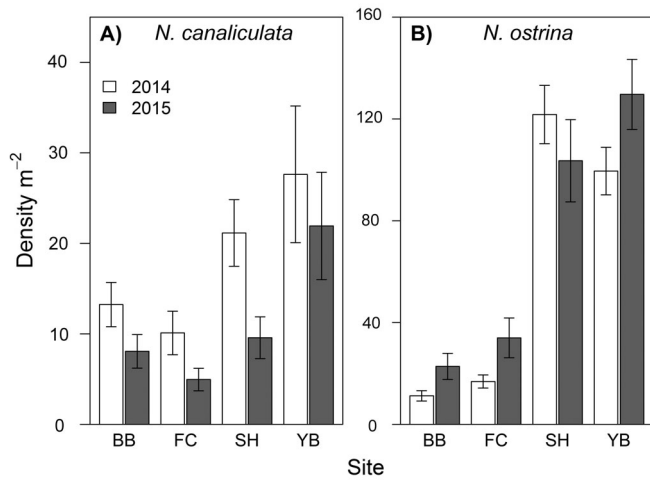 A) N. canaliculata
2014
2015
Density m⁻²
40
30
20
10
0
BB FC SH YB
B) N. ostrina
160
120
80
40
0
BB FC SH YB
Site